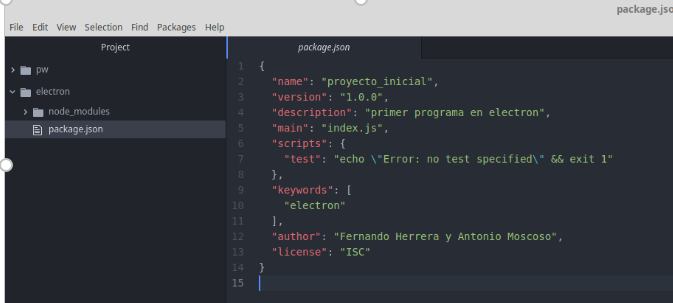 package.jso
File Edit View Selection Find Packages Help
Project
package.json
pw
electron
node_modules
package.json
1 {
2 "name": "proyecto_inicial",
3 "version": "1.0.0",
4 "description": "primer programa en electron",
5 "main": "index.js",
6 "scripts": {
7 "test": "echo \"Error: no test specified\" && exit 1"
8 },
9 "keywords": [
10 "electron"
11 ],
12 "author": "Fernando Herrera y Antonio Moscoso",
13 "license": "ISC"
14 }
15